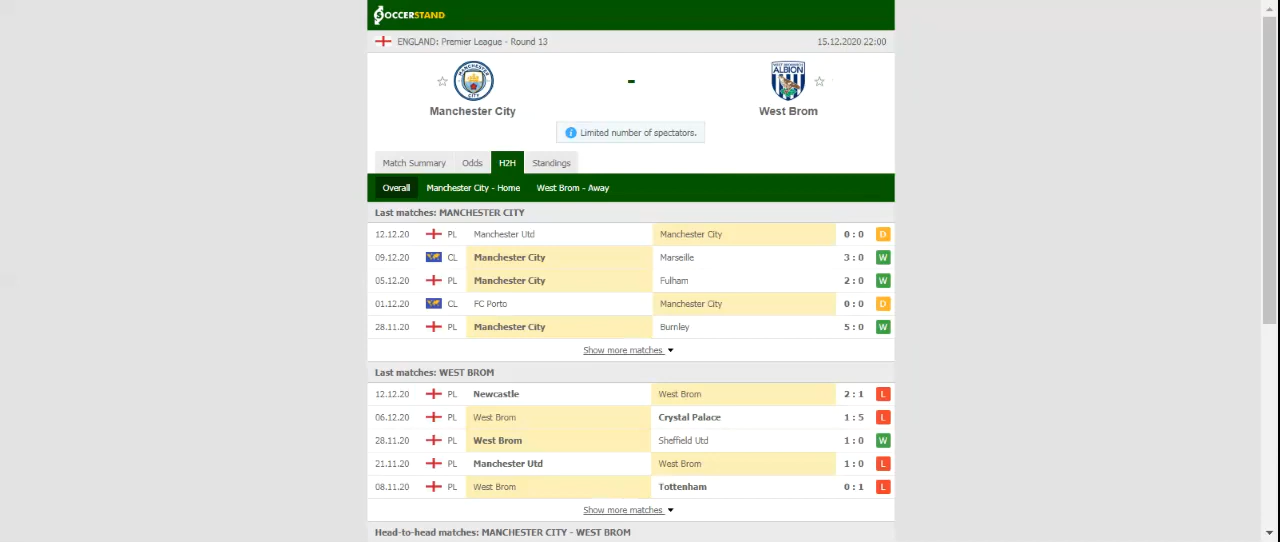 SOCCERSTAND
ENGLAND: Premier League - Round 13 15.12.2020 22:00
Manchester City - West Brom
Limited number of spectators.
Match Summary Odds H2H Standings
Overall Manchester City - Home West Brom - Away
Last matches: MANCHESTER CITY
12.12.20 PL Manchester Utd Manchester City 0 : 0 D
09.12.20 CL Manchester City Marseille 3 : 0 W
05.12.20 PL Manchester City Fulham 2 : 0 W
01.12.20 CL FC Porto Manchester City 0 : 0 D
28.11.20 PL Manchester City Burnley 5 : 0 W
Show more matches
Last matches: WEST BROM
12.12.20 PL Newcastle West Brom 2 : 1 L
06.12.20 PL West Brom Crystal Palace 1 : 5 L
28.11.20 PL West Brom Sheffield Utd 1 : 0 W
21.11.20 PL Manchester Utd West Brom 1 : 0 L
08.11.20 PL West Brom Tottenham 0 : 1 L
Show more matches
Head-to-head matches: MANCHESTER CITY - WEST BROM